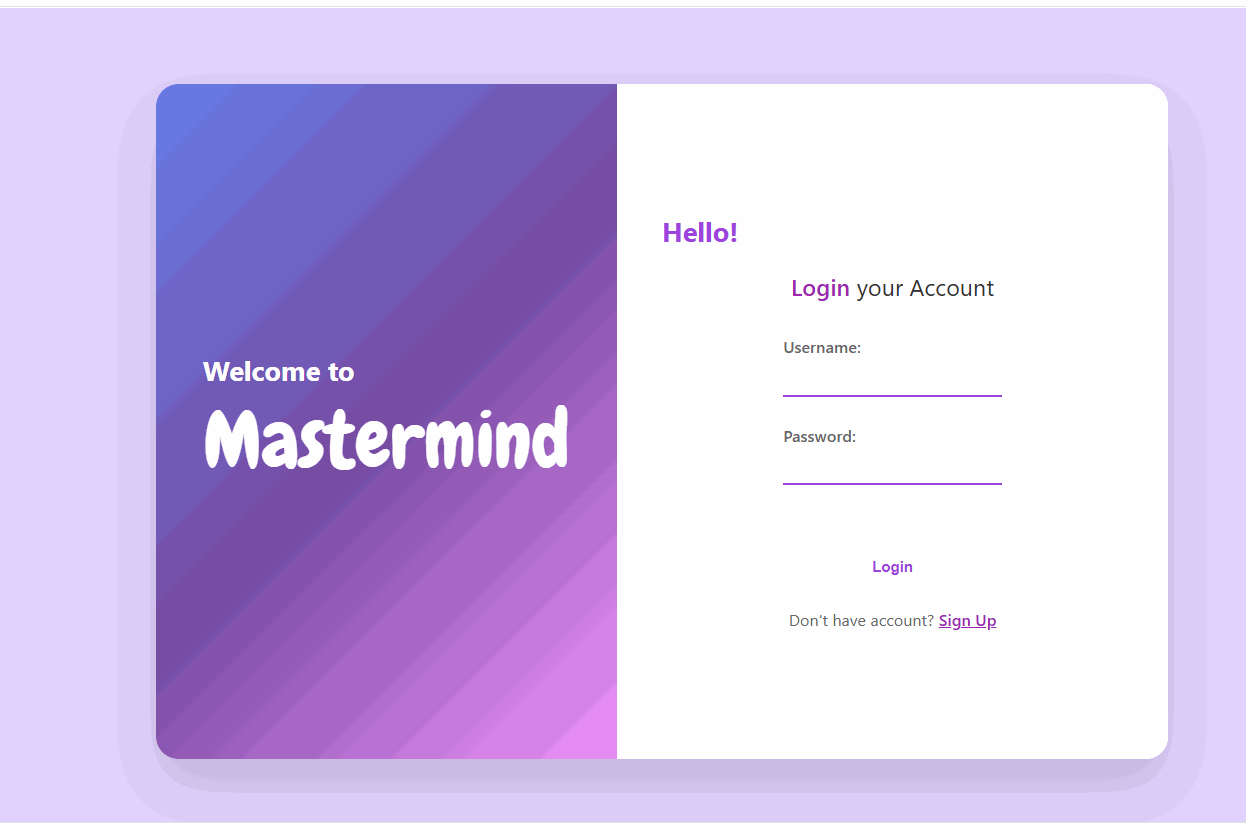 Welcome to
Mastermind
Hello!
Login your Account
Username:
Password:
Login
Don't have account? Sign Up